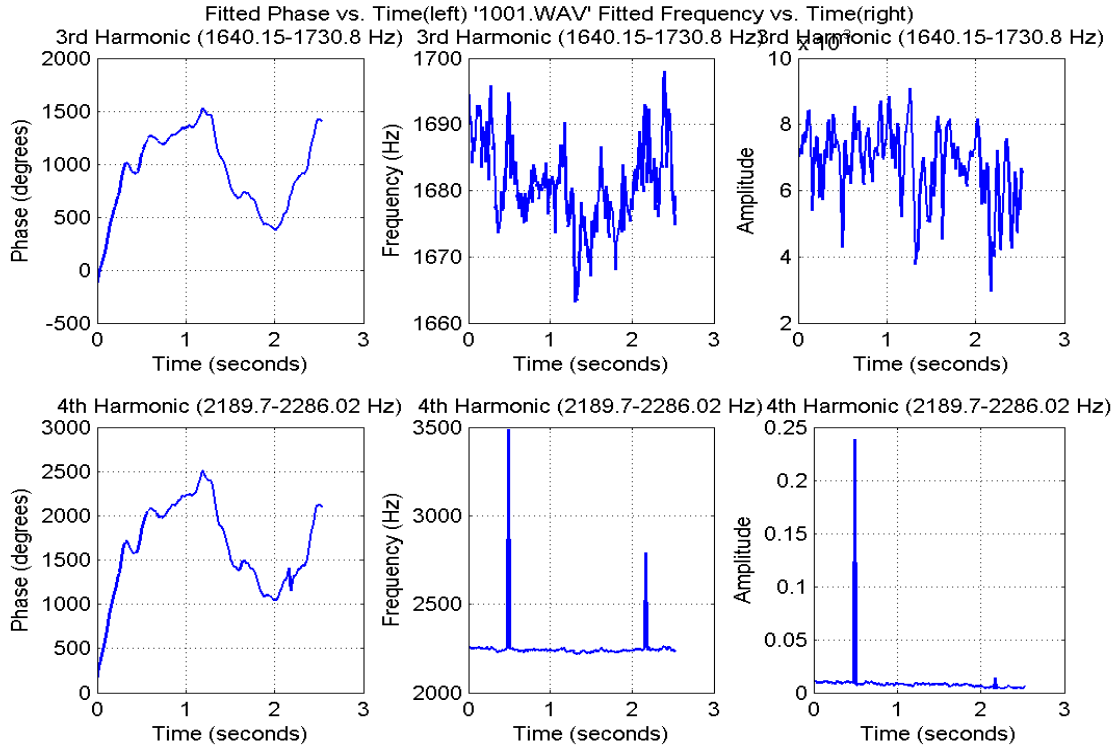 Fitted Phase vs. Time(left) '1001.WAV' Fitted Frequency vs. Time(right)
3rd Harmonic (1640.15-1730.8 Hz)
2000
1500
1000
500
0
-500
Phase (degrees)
0 1 2 3
Time (seconds)
3rd Harmonic (1640.15-1730.8 Hz)
1700
1690
1680
1670
1660
Frequency (Hz)
0 1 2 3
Time (seconds)
3rd Harmonic (1640.15-1730.8 Hz)
x 10-3
10
8
6
4
2
Amplitude
0 1 2 3
Time (seconds)
4th Harmonic (2189.7-2286.02 Hz)
3000
2500
2000
1500
1000
500
0
Phase (degrees)
0 1 2 3
Time (seconds)
4th Harmonic (2189.7-2286.02 Hz)
3500
3000
2500
2000
Frequency (Hz)
0 1 2 3
Time (seconds)
4th Harmonic (2189.7-2286.02 Hz)
0.25
0.2
0.15
0.1
0.05
0
Amplitude
0 1 2 3
Time (seconds)